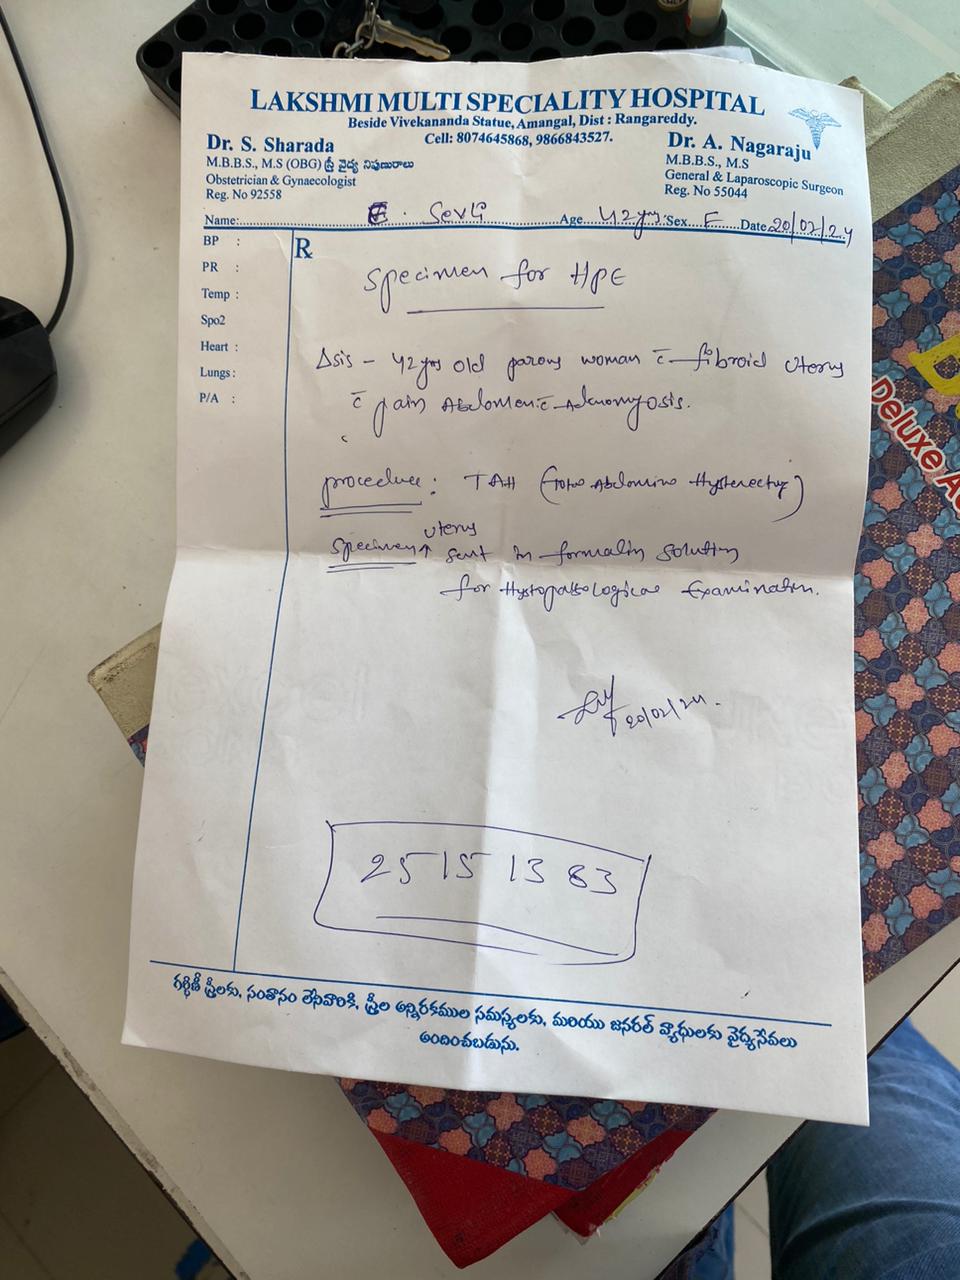 LAKSHMI MULTI SPECIALITY HOSPITAL
Beside Vivekananda Statue, Amangal, Dist : Rangareddy.
Cell: 8074645868, 9866843527.
Dr. S. Sharada
M.B.B.S., M.S (OBG) స్త్రీ వైద్య నిపుణురాలు
Obstetrician & Gynaecologist
Reg. No 92558
Dr. A. Nagaraju
M.B.B.S., M.S
General & Laparoscopic Surgeon
Reg. No 55044
Name: Age 42yrs Sex F Date 20/02/24
BP :
PR :
Temp :
Spo2
Heart :
Lungs :
P/A :
R
Specimen for HPE
Δsis - 42yrs old parous woman c̄ fibroid uterus
c̄ pain Abdomen c̄ Adenomyosis.
procedure : TAH (Total Abdomino Hysterectomy)
uterus
Specimen ↑ sent in formalin solution
for Hystopathological Examination.
20/02/24.
25 15 13 83
గర్భిణీ స్త్రీలకు, సంతానం లేనివారికి, స్త్రీల అన్నిరకముల సమస్యలకు, మరియు జనరల్ వ్యాధులకు వైద్యసేవలు
అందించబడును.
Deluxe